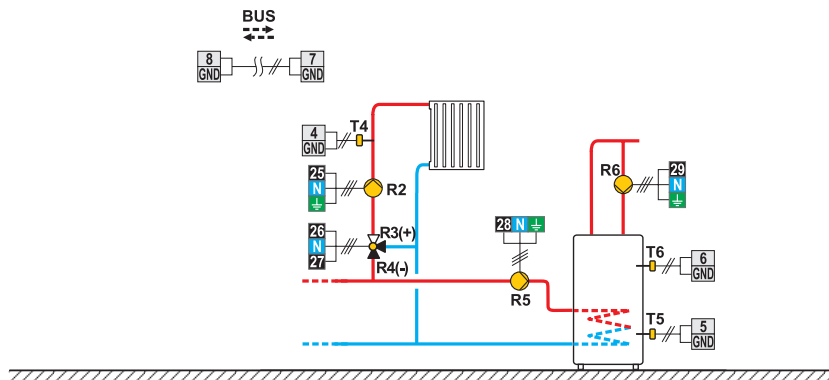 BUS
8
GND
7
GND
4
GND
T4
25
N
R2
26
N
27
R3(+)
R4(-)
28 N
R5
R6
29
N
T6
6
GND
T5
5
GND